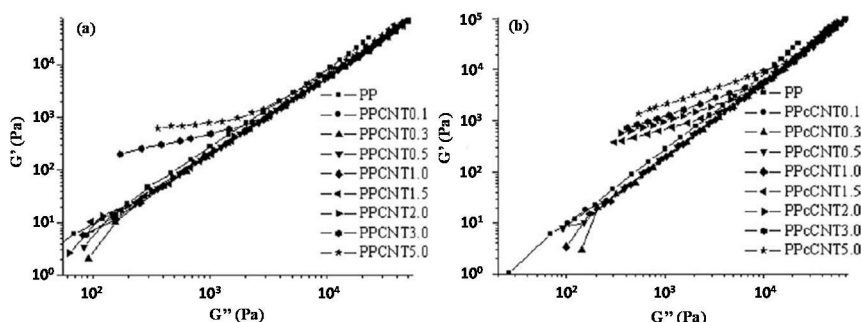 (a)
10⁴
10³
10²
10¹
10⁰
G' (Pa)
10²
10³
10⁴
G'' (Pa)
PP
PPCNT0.1
PPCNT0.3
PPCNT0.5
PPCNT1.0
PPCNT1.5
PPCNT2.0
PPCNT3.0
PPCNT5.0
(b)
10⁵
10⁴
10³
10²
10¹
10⁰
G' (Pa)
10²
10³
10⁴
G'' (Pa)
PP
PPcCNT0.1
PPcCNT0.3
PPcCNT0.5
PPcCNT1.0
PPcCNT1.5
PPcCNT2.0
PPcCNT3.0
PPcCNT5.0